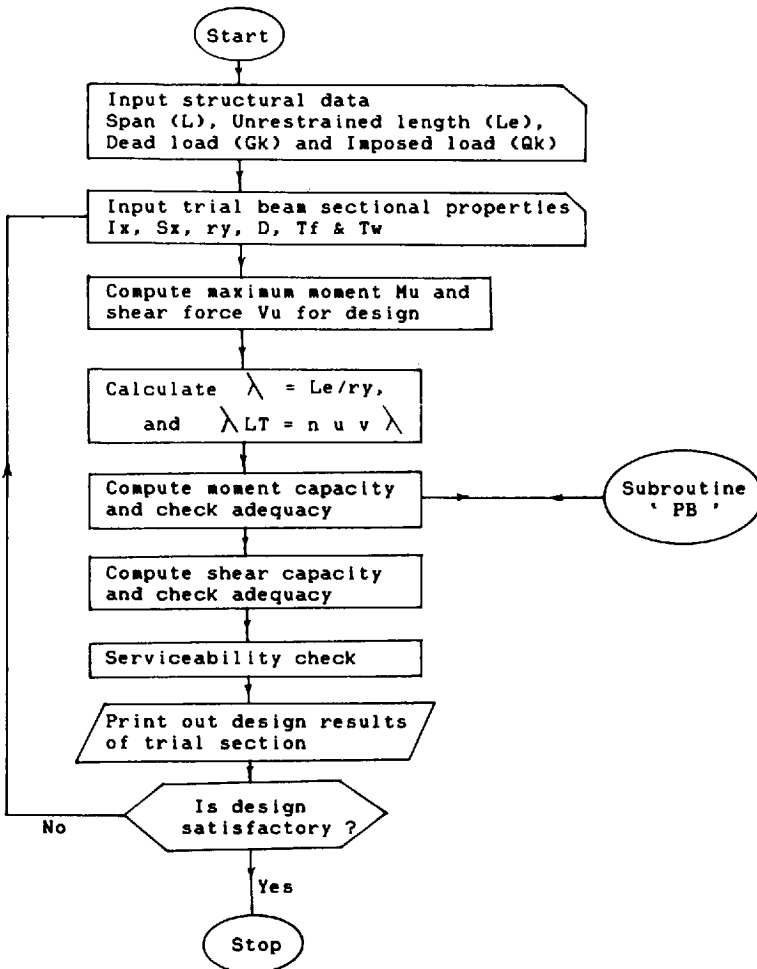 Start
Input structural data
Span (L), Unrestrained length (Le),
Dead load (Gk) and Imposed load (Qk)
Input trial beam sectional properties
Ix, Sx, ry, D, Tf & Tw
Compute maximum moment Mu and
shear force Vu for design
Calculate λ = Le/ry,
and λ LT = n u v λ
Compute moment capacity
and check adequacy
Subroutine
' PB '
Compute shear capacity
and check adequacy
Serviceability check
Print out design results
of trial section
Is design
satisfactory ?
No
Yes
Stop